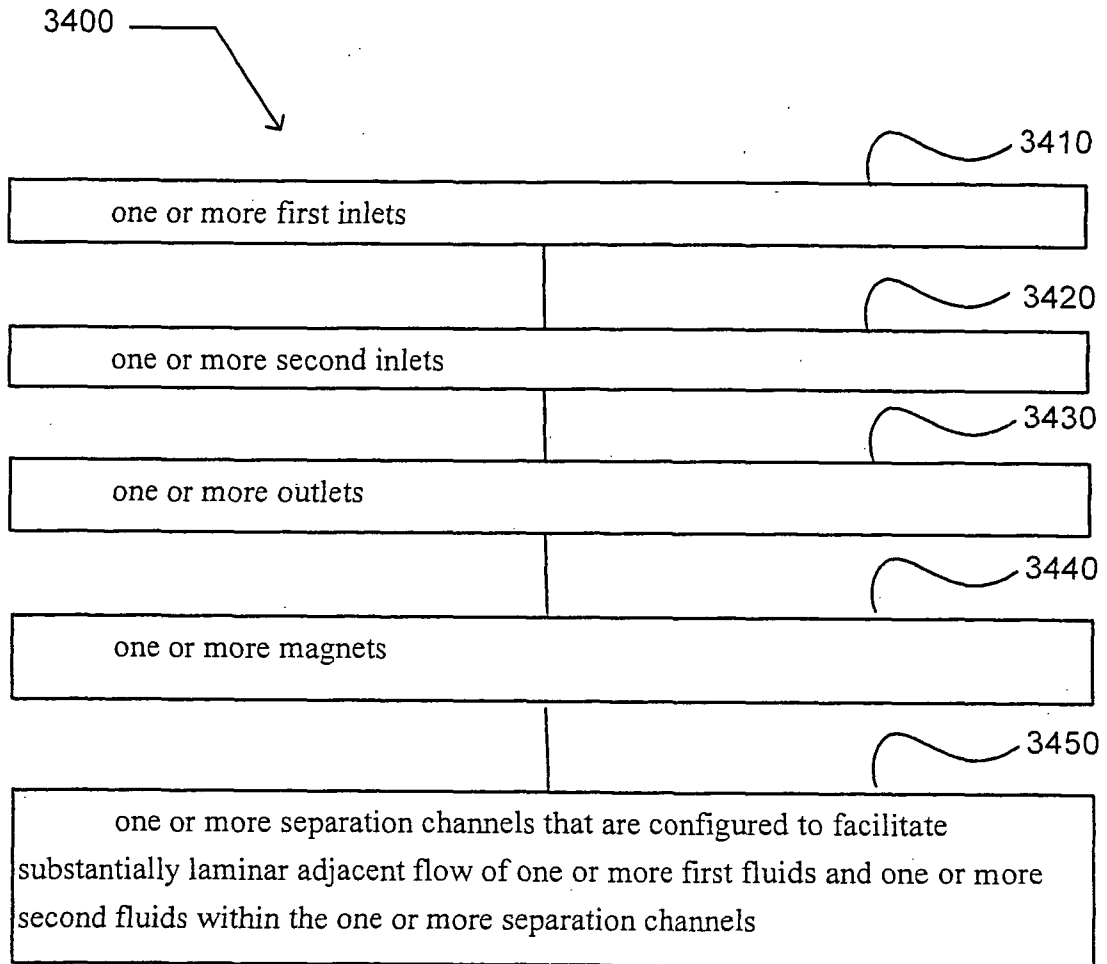 3400
3410
one or more first inlets
3420
one or more second inlets
3430
one or more outlets
3440
one or more magnets
3450
one or more separation channels that are configured to facilitate
substantially laminar adjacent flow of one or more first fluids and one or more
second fluids within the one or more separation channels